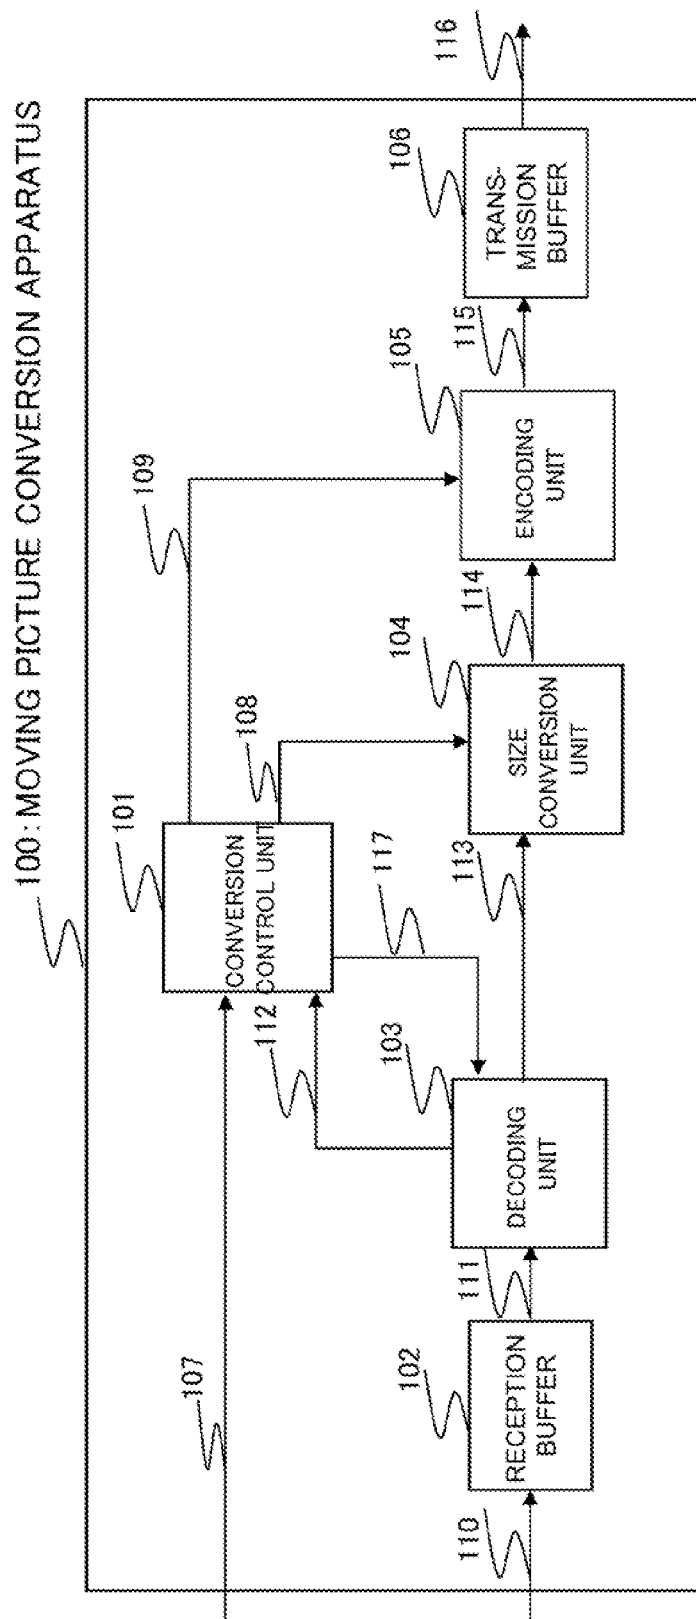 100:MOVING PICTURE CONVERSION APPARATUS
107
101
CONVERSION
CONTROL UNIT
109
108
112
117
110
102
RECEPTION
BUFFER
111
103
DECODING
UNIT
113
104
SIZE
CONVERSION
UNIT
114
105
ENCODING
UNIT
115
106
TRANS-
MISSION
BUFFER
116